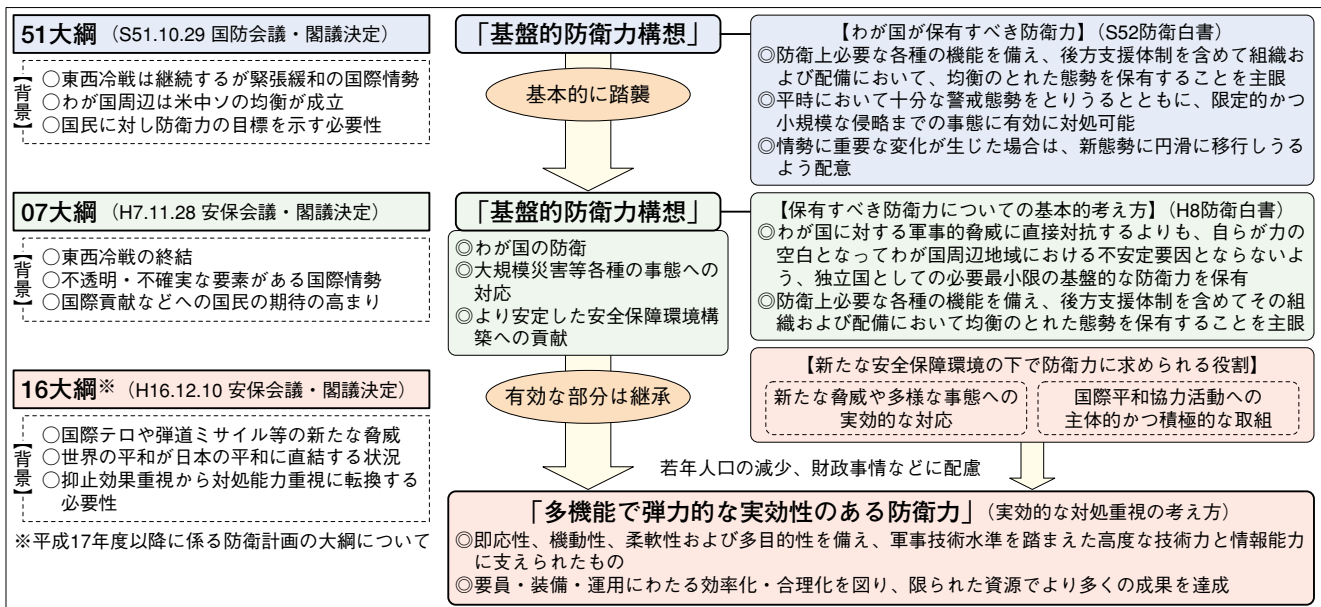 51大綱（S51.10.29 国防会議・閣議決定）
【背景】
○東西冷戦は継続するが緊張緩和の国際情勢
○わが国周辺は米中ソの均衡が成立
○国民に対し防衛力の目標を示す必要性
「基盤的防衛力構想」
基本的に踏襲
【わが国が保有すべき防衛力】（S52防衛白書）
◎防衛上必要な各種の機能を備え、後方支援体制を含めて組織
および配備において、均衡のとれた態勢を保有することを主眼
◎平時において十分な警戒態勢をとりうるとともに、限定的かつ
小規模な侵略までの事態に有効に対処可能
◎情勢に重要な変化が生じた場合は、新態勢に円滑に移行しうる
よう配意
07大綱（H7.11.28 安保会議・閣議決定）
【背景】
○東西冷戦の終結
○不透明・不確実な要素がある国際情勢
○国際貢献などへの国民の期待の高まり
「基盤的防衛力構想」
◎わが国の防衛
◎大規模災害等各種の事態への
対応
◎より安定した安全保障環境構
築への貢献
【保有すべき防衛力についての基本的考え方】（H8防衛白書）
◎わが国に対する軍事的脅威に直接対抗するよりも、自らが力の
空白となってわが国周辺地域における不安定要因とならないよ
う、独立国としての必要最小限の基盤的な防衛力を保有
◎防衛上必要な各種の機能を備え、後方支援体制を含めてその組
織および配備において均衡のとれた態勢を保有することを主眼
16大綱※（H16.12.10 安保会議・閣議決定）
【背景】
○国際テロや弾道ミサイル等の新たな脅威
○世界の平和が日本の平和に直結する状況
○抑止効果重視から対処能力重視に転換する
必要性
※平成17年度以降に係る防衛計画の大綱について
有効な部分は継承
【新たな安全保障環境の下で防衛力に求められる役割】
新たな脅威や多様な事態への
実効的な対応
国際平和協力活動への
主体的かつ積極的な取組
若年人口の減少、財政事情などに配慮
「多機能で弾力的な実効性のある防衛力」（実効的な対処重視の考え方）
◎即応性、機動性、柔軟性および多目的性を備え、軍事技術水準を踏まえた高度な技術力と情報能力
に支えられたもの
◎要員・装備・運用にわたる効率化・合理化を図り、限られた資源でより多くの成果を達成